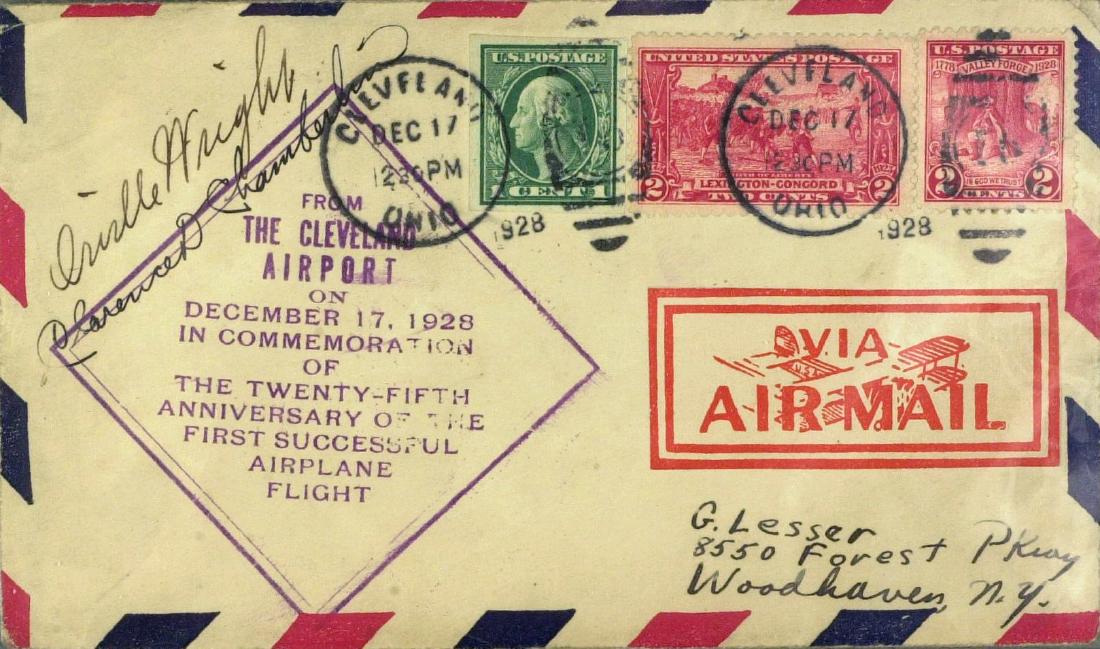 Orville Wright
Clarence D Chamberlin
FROM
THE CLEVELAND
AIRPORT
ON
DECEMBER 17, 1928
IN COMMEMORATION
OF
THE TWENTY-FIFTH
ANNIVERSARY OF THE
FIRST SUCCESSFUL
AIRPLANE
FLIGHT
CLEVELAND
DEC 17
12 30 PM
OHIO
1928
U.S. POSTAGE
CENTS
UNITED STATES POSTAGE
LEXINGTON-CONCORD
2 TWO CENTS 2
CLEVELAND
DEC 17
12 30 PM
OHIO
1928
U.S. POSTAGE
1778 VALLEY FORGE 1928
IN GOD WE TRUST
2 CENTS 2
VIA
AIR MAIL
G. Lesser
8550 Forest Pkwy
Woodhaven, N.Y.